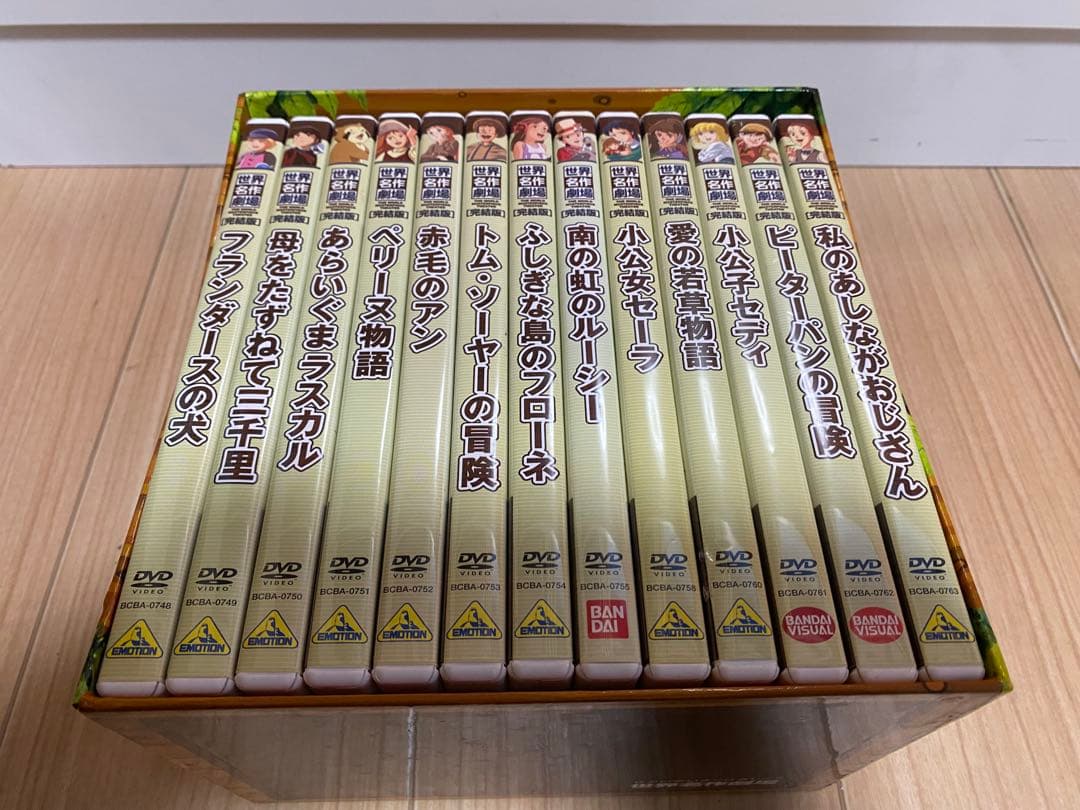 世界名作劇場
[完結版]
フランダースの犬
DVD
VIDEO
BCBA-0748
EMOTION
世界名作劇場
[完結版]
母をたずねて三千里
DVD
VIDEO
BCBA-0749
EMOTION
世界名作劇場
[完結版]
あらいぐまラスカル
DVD
VIDEO
BCBA-0750
EMOTION
世界名作劇場
[完結版]
ペリーヌ物語
DVD
VIDEO
BCBA-0751
EMOTION
世界名作劇場
[完結版]
赤毛のアン
DVD
VIDEO
BCBA-0752
EMOTION
世界名作劇場
[完結版]
トム・ソーヤーの冒険
DVD
VIDEO
BCBA-0753
EMOTION
世界名作劇場
[完結版]
ふしぎな島のフローネ
DVD
VIDEO
BCBA-0754
EMOTION
世界名作劇場
[完結版]
南の虹のルーシー
DVD
VIDEO
BCBA-0755
BAN
DAI
世界名作劇場
[完結版]
小公女セーラ
DVD
VIDEO
BCBA-0758
EMOTION
世界名作劇場
[完結版]
愛の若草物語
DVD
VIDEO
BCBA-0760
EMOTION
世界名作劇場
[完結版]
小公子セディ
DVD
VIDEO
BCBA-0761
BANDAI
VISUAL
世界名作劇場
[完結版]
ピーターパンの冒険
DVD
VIDEO
BCBA-0762
BANDAI
VISUAL
世界名作劇場
[完結版]
私のあしながおじさん
DVD
VIDEO
BCBA-0763
EMOTION